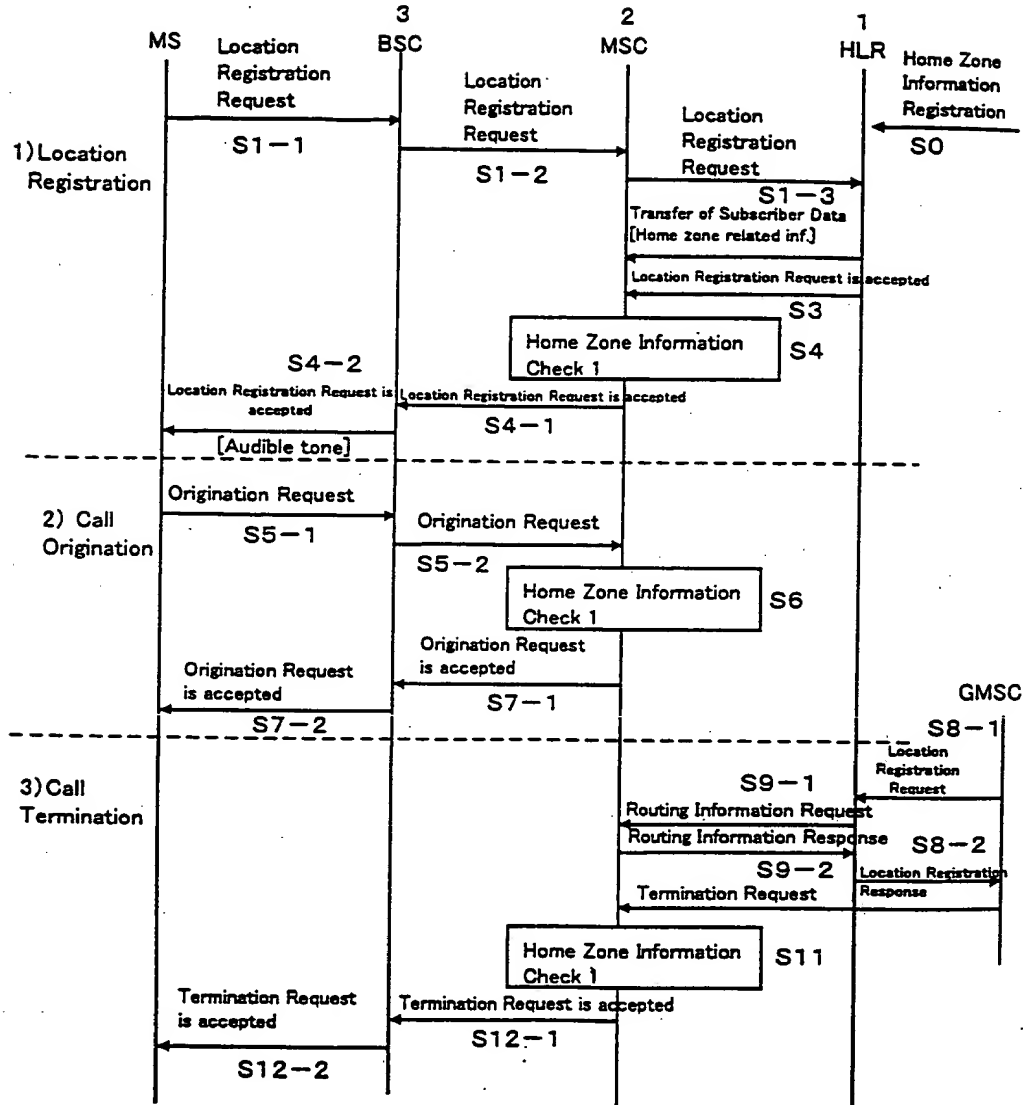 3
2
1
MS
BSC
MSC
HLR
Location
Registration
Request
Location
Registration
Request
Location
Registration
Request
Home Zone
Information
Registration
S0
S1-1
S1-2
S1-3
1)Location
Registration
Transfer of Subscriber Data
[Home zone related inf.]
Location Registration Request is accepted
S3
Home Zone Information
Check 1
S4
S4-2
Location Registration Request is
accepted
Location Registration Request is accepted
S4-1
[Audible tone]
2) Call
Origination
Origination Request
S5-1
Origination Request
S5-2
Home Zone Information
Check 1
S6
Origination Request
is accepted
S7-1
Origination Request
is accepted
S7-2
GMSC
S8-1
Location
Registration
Request
3)Call
Termination
S9-1
Routing Information Request
Routing Information Response
S8-2
S9-2
Location Registration
Response
Termination Request
Home Zone Information
Check 1
S11
Termination Request
is accepted
Termination Request is accepted
S12-1
S12-2